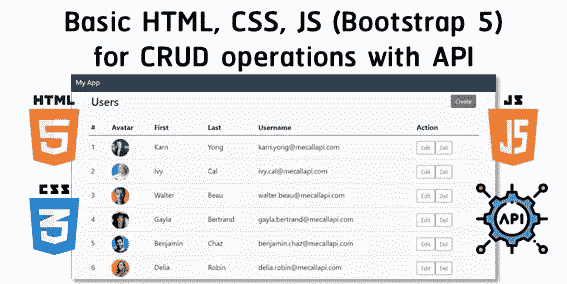 Basic HTML, CSS, JS (Bootstrap 5)
for CRUD operations with API
My App
Users
Create
# Avatar First Last Username Action
1 Karn Yong karn.yong@mecallapi.com Edit Del
2 Ivy Cal ivy.cal@mecallapi.com Edit Del
3 Walter Beau walter.beau@mecallapi.com Edit Del
4 Gayla Bertrand gayla.bertrand@mecallapi.com Edit Del
5 Benjamin Chaz benjamin.chaz@mecallapi.com Edit Del
6 Delia Robin delia.robin@mecallapi.com Edit Del
HTML
5
CSS
3
JS
JS
API